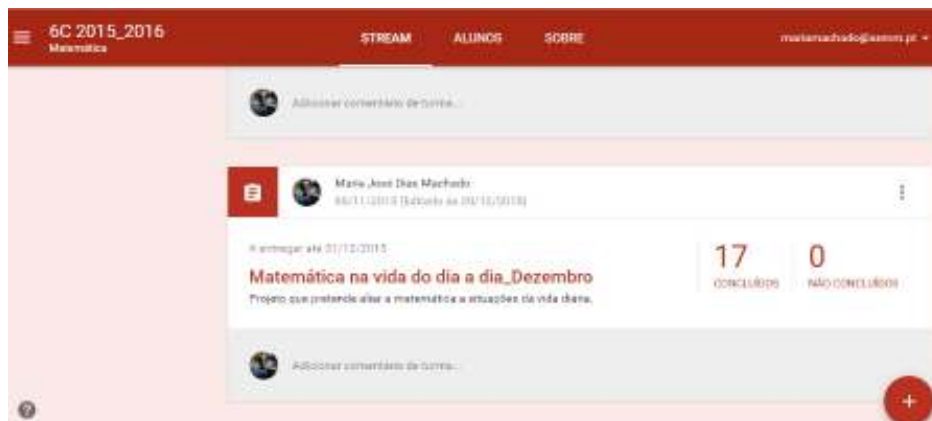 6C 2015_2016
Matemática
STREAM ALUNOS SOBRE
Adicionar comentário de turma...
Maria José Dias Machado
A entregar até 31/12/2015
Matemática na vida do dia a dia_Dezembro
Projeto que pretende aliar a matemática a situações da vida diária.
17
CONCLUÍDOS
0
NÃO CONCLUÍDOS
Adicionar comentário de turma...